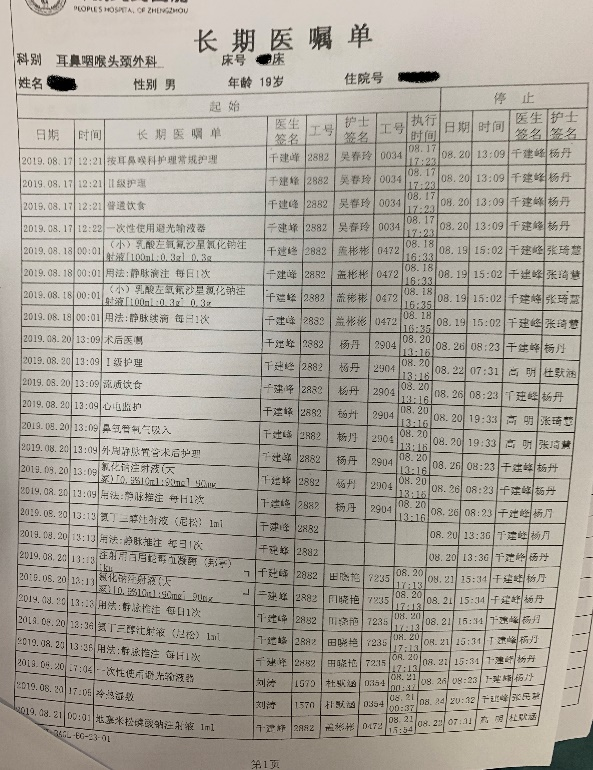 PEOPLE'S HOSPITAL OF ZHENGZHOU
长期医嘱单
科别 耳鼻咽喉头颈外科 床号 床
姓名 性别 男 年龄 19岁 住院号
起始 停止
日期 时间 长期医嘱单 医生签名 工号 护士签名 工号 执行时间 日期 时间 医生签名 护士签名
2019.08.17 12:21 按耳鼻喉科护理常规护理 千建峰 2882 吴春玲 0034 08.17 17:23 08.20 13:09 千建峰 杨丹
2019.08.17 12:21 Ⅱ级护理 千建峰 2882 吴春玲 0034 08.17 17:23 08.20 13:09 千建峰 杨丹
2019.08.17 12:21 普通饮食 千建峰 2882 吴春玲 0034 08.17 17:23 08.20 13:09 千建峰 杨丹
2019.08.17 12:22 一次性使用避光输液器 千建峰 2882 吴春玲 0034 08.17 17:23 08.20 13:09 千建峰 杨丹
2019.08.18 00:01 (小)乳酸左氧氟沙星氯化钠注射液[100ml:0.3g] 0.3g 千建峰 2882 盖彬彬 0472 08.18 16:33 08.19 15:02 千建峰 张琦慧
2019.08.18 00:01 用法:静脉滴注 每日1次 千建峰 2882 盖彬彬 0472 08.18 16:33 08.19 15:02 千建峰 张琦慧
2019.08.18 00:01 (小)乳酸左氧氟沙星氯化钠注射液[100ml:0.3g] 0.3g 千建峰 2882 盖彬彬 0472 08.18 16:35 08.19 15:02 千建峰 张琦慧
2019.08.18 00:01 用法:静脉续滴 每日1次 千建峰 2882 盖彬彬 0472 08.18 16:35 08.19 15:02 千建峰 张琦慧
2019.08.20 13:09 术后医嘱 千建峰 2882 杨丹 2904 08.20 13:16 08.26 08:23 千建峰 杨丹
2019.08.20 13:09 Ⅰ级护理 千建峰 2882 杨丹 2904 08.20 13:16 08.22 07:31 高明 杜默涵
2019.08.20 13:09 流质饮食 千建峰 2882 杨丹 2904 08.20 13:16 08.26 08:23 千建峰 杨丹
2019.08.20 13:09 心电监护 千建峰 2882 杨丹 2904 08.20 13:16 08.20 19:33 高明 张琦慧
2019.08.20 13:09 鼻氧管氧气吸入 千建峰 2882 杨丹 2904 08.20 13:16 08.20 19:33 高明 张琦慧
2019.08.20 13:09 外周静脉置管术后护理 千建峰 2882 杨丹 2904 08.20 13:16 08.26 08:23 千建峰 杨丹
2019.08.20 13:09 氯化钠注射液(大冢)[0.9%10ml:90mg] 90mg 千建峰 2882 杨丹 2904 08.20 13:16 08.26 08:23 千建峰 杨丹
2019.08.20 13:09 用法:静脉推注 每日1次 千建峰 2882 杨丹 2904 08.20 13:16 08.26 08:23 千建峰 杨丹
2019.08.20 13:13 氨丁三醇注射液(尼松) 1ml 千建峰 2882 08.20 13:36 千建峰 杨丹
2019.08.20 13:13 用法:静脉推注 每日1次 千建峰 2882 08.20 13:36 千建峰 杨丹
2019.08.20 13:13 注射用白眉蛇毒血凝酶(邦亭) 1ku 千建峰 2882 田晓艳 7235 08.20 17:13 08.21 15:34 千建峰 杨丹
2019.08.20 13:13 氯化钠注射液(大冢)[0.9%10ml:90mg] 90mg 千建峰 2882 田晓艳 7235 08.20 17:13 08.21 15:34 千建峰 杨丹
2019.08.20 13:13 用法:静脉推注 每日1次 千建峰 2882 田晓艳 7235 08.20 17:13 08.21 15:34 千建峰 杨丹
2019.08.20 13:36 氨丁三醇注射液(尼松) 1ml 千建峰 2882 田晓艳 7235 08.20 17:13 08.21 15:34 千建峰 杨丹
2019.08.20 13:36 用法:静脉推注 每日1次 千建峰 2882 田晓艳 7235 08.20 17:13 08.21 15:34 千建峰 杨丹
2019.08.20 17:04 一次性使用避光输液器 刘涛 1570 杜默涵 0354 08.21 00:37 08.26 08:23 千建峰 杨丹
2019.08.20 17:06 冷热湿敷 刘涛 1570 杜默涵 0354 08.21 00:37 08.24 20:32 千建峰
2019.08.21 00:01 地塞米松磷酸钠注射液 1ml 千建峰 2882 盖彬彬 0472 08.21 08.22 07:31 高明 杜默涵
第1页